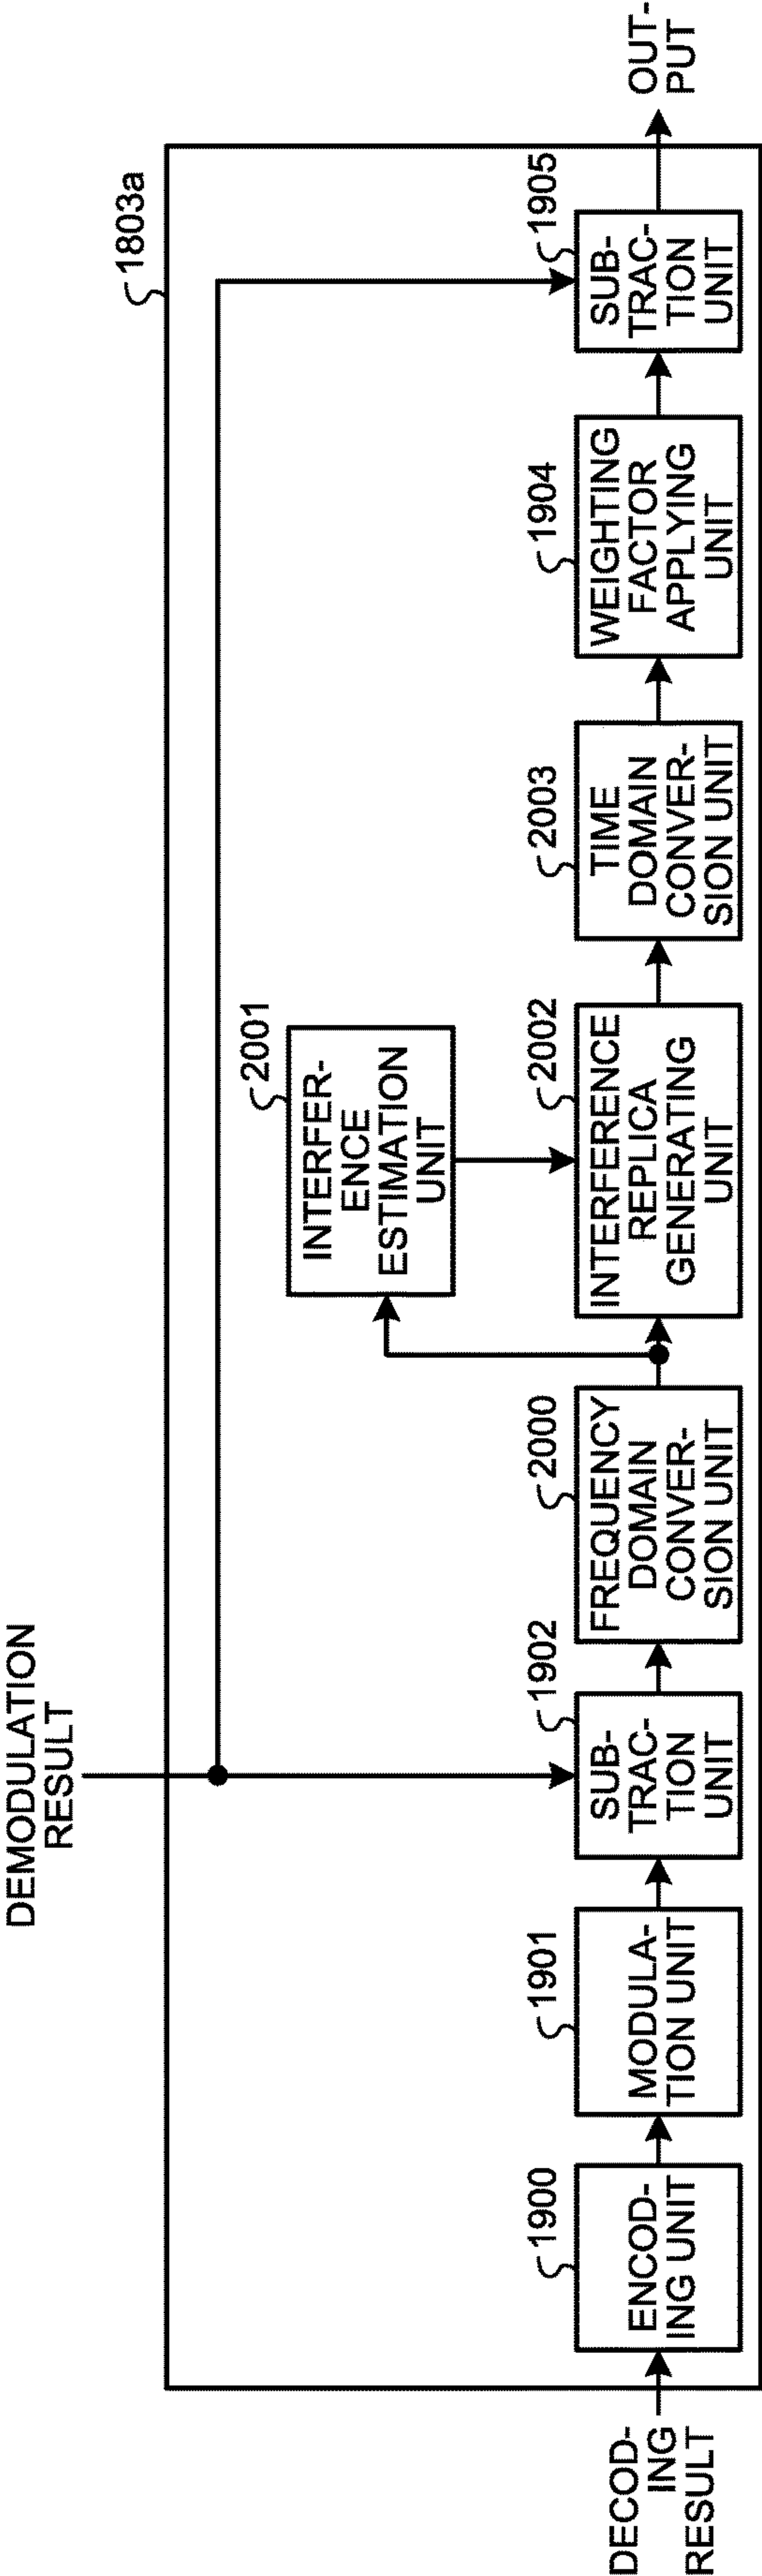 DEMODULATION
RESULT
1803a
DECOD-
ING
RESULT
1900
ENCOD-
ING UNIT
1901
MODULA-
TION UNIT
1902
SUB-
TRAC-
TION
UNIT
2000
FREQUENCY
DOMAIN
CONVER-
SION UNIT
2001
INTERFER-
ENCE
ESTIMATION
UNIT
2002
INTERFERENCE
REPLICA
GENERATING
UNIT
2003
TIME
DOMAIN
CONVER-
SION UNIT
1904
WEIGHTING
FACTOR
APPLYING
UNIT
1905
SUB-
TRAC-
TION
UNIT
OUT-
PUT